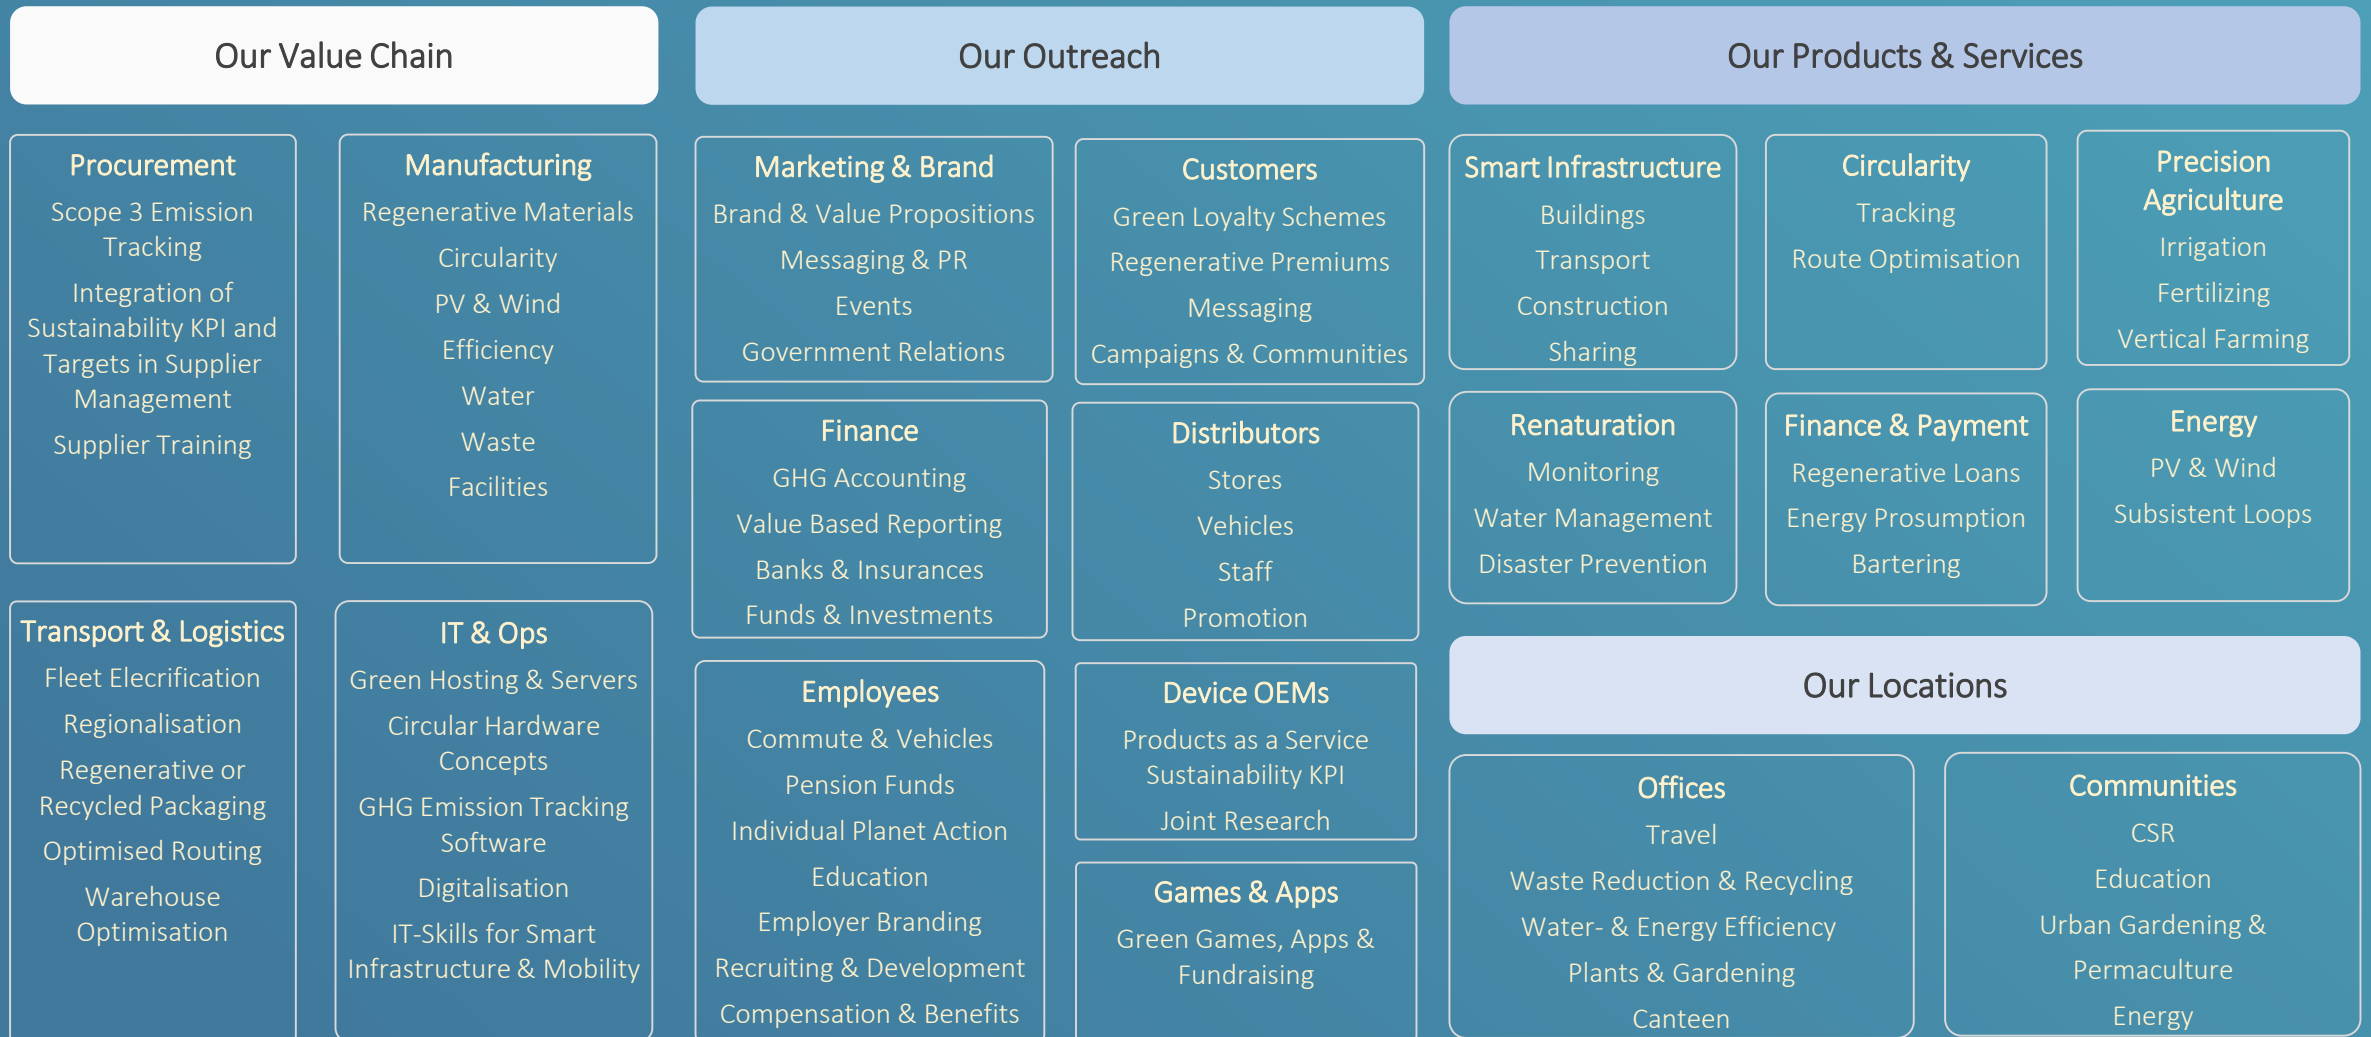 Our Value Chain
Procurement
Scope 3 Emission
Tracking
Integration of
Sustainability KPI and
Targets in Supplier
Management
Supplier Training
Manufacturing
Regenerative Materials
Circularity
PV & Wind
Efficiency
Water
Waste
Facilities
Transport & Logistics
Fleet Elecrification
Regionalisation
Regenerative or
Recycled Packaging
Optimised Routing
Warehouse
Optimisation
IT & Ops
Green Hosting & Servers
Circular Hardware
Concepts
GHG Emission Tracking
Software
Digitalisation
IT-Skills for Smart
Infrastructure & Mobility
Our Outreach
Marketing & Brand
Brand & Value Propositions
Messaging & PR
Events
Government Relations
Customers
Green Loyalty Schemes
Regenerative Premiums
Messaging
Campaigns & Communities
Finance
GHG Accounting
Value Based Reporting
Banks & Insurances
Funds & Investments
Distributors
Stores
Vehicles
Staff
Promotion
Employees
Commute & Vehicles
Pension Funds
Individual Planet Action
Education
Employer Branding
Recruiting & Development
Compensation & Benefits
Device OEMs
Products as a Service
Sustainability KPI
Joint Research
Games & Apps
Green Games, Apps &
Fundraising
Our Products & Services
Smart Infrastructure
Buildings
Transport
Construction
Sharing
Circularity
Tracking
Route Optimisation
Precision
Agriculture
Irrigation
Fertilizing
Vertical Farming
Renaturation
Monitoring
Water Management
Disaster Prevention
Finance & Payment
Regenerative Loans
Energy Prosumption
Bartering
Energy
PV & Wind
Subsistent Loops
Our Locations
Offices
Travel
Waste Reduction & Recycling
Water- & Energy Efficiency
Plants & Gardening
Canteen
Communities
CSR
Education
Urban Gardening &
Permaculture
Energy